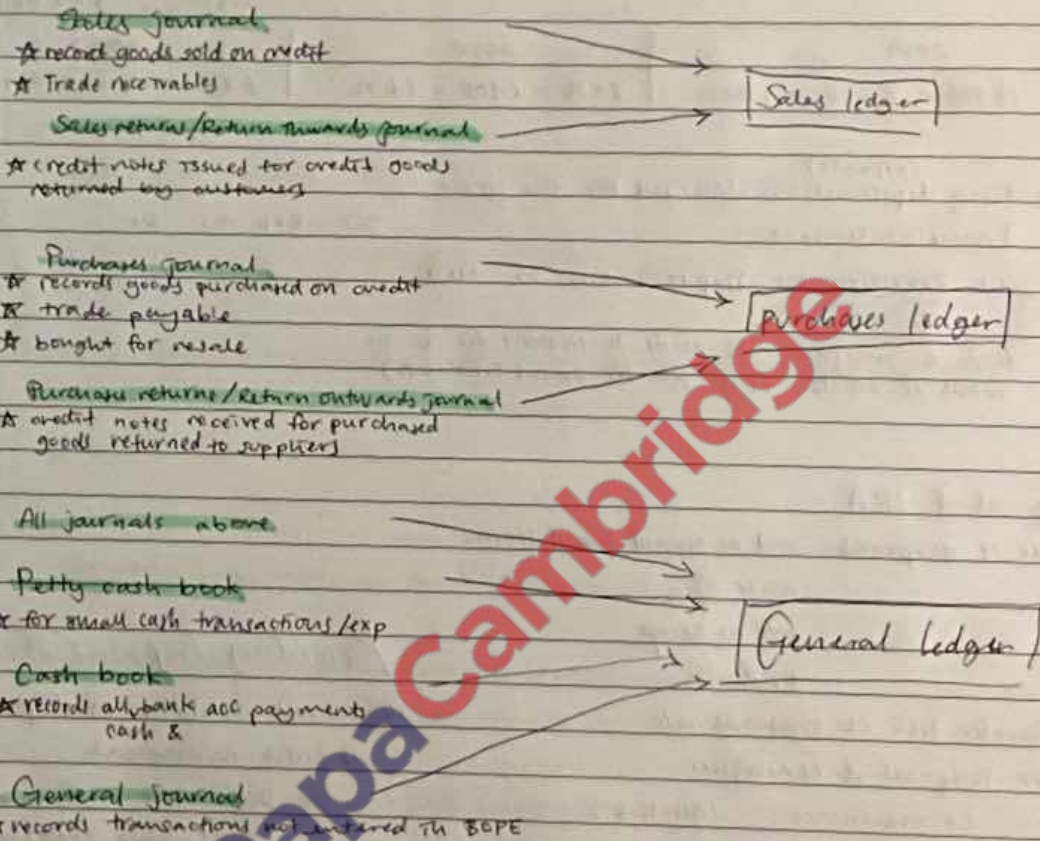 Sales journal
☆ record goods sold on credit
☆ Trade receivables
Sales ledger
Sales returns/Return inwards journal
☆ credit notes issued for credit goods
returned by customers
Purchases journal
☆ records goods purchased on credit
☆ trade payable
☆ bought for resale
Purchases ledger
Purchases returns/Return outwards journal
☆ credit notes received for purchased
goods returned to suppliers
All journals above
Petty cash book
☆ for small cash transactions/exp
General ledger
Cash book
☆ records all bank acc payments
cash &
General journal
records transactions not entered in BOPE
papaCambridge